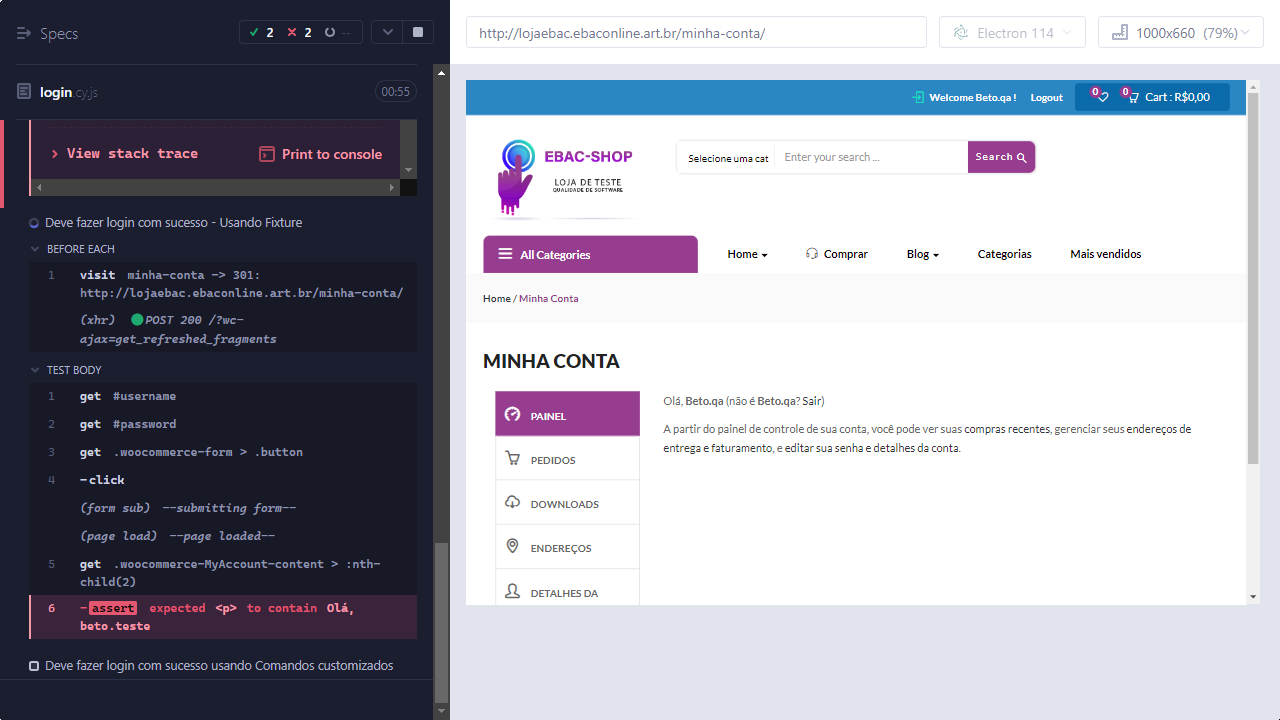 Specs
2
2
--
login.cy.js
00:55
View stack trace
Print to console
Deve fazer login com sucesso - Usando Fixture
BEFORE EACH
1 visit minha-conta -> 301:
http://lojaebac.ebaconline.art.br/minha-conta/
(xhr) POST 200 /?wc-
ajax=get_refreshed_fragments
TEST BODY
1 get #username
2 get #password
3 get .woocommerce-form > .button
4 -click
(form sub) --submitting form--
(page load) --page loaded--
5 get .woocommerce-MyAccount-content > :nth-
child(2)
6 -assert expected <p> to contain Olá,
beto.teste
Deve fazer login com sucesso usando Comandos customizados
http://lojaebac.ebaconline.art.br/minha-conta/
Electron 114
1000x660 (79%)
Welcome Beto.qa !
Logout
0
0
Cart : R$0,00
EBAC-SHOP
LOJA DE TESTE
QUALIDADE DE SOFTWARE
Selecione uma cat
Enter your search ...
Search
All Categories
Home
Comprar
Blog
Categorias
Mais vendidos
Home / Minha Conta
MINHA CONTA
PAINEL
PEDIDOS
DOWNLOADS
ENDEREÇOS
DETALHES DA
Olá, Beto.qa (não é Beto.qa? Sair)
A partir do painel de controle de sua conta, você pode ver suas compras recentes, gerenciar seus endereços de
entrega e faturamento, e editar sua senha e detalhes da conta.